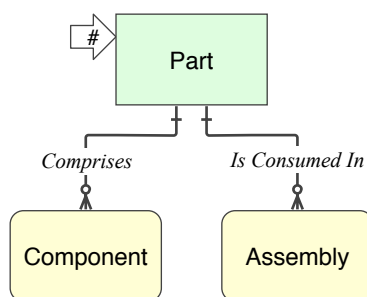 #
Part
Comprises
Is Consumed In
Component
Assembly